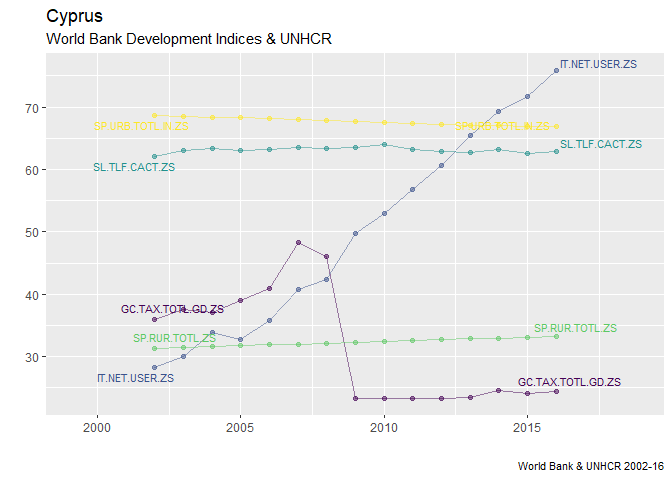 Cyprus
World Bank Development Indices & UNHCR
IT.NET.USER.ZS
70
SP.URB.TOTL.IN.ZS
SP.URB.TOTL.IN.ZS
SL.TLF.CACT.ZS
SL.TLF.CACT.ZS
60
50
40
GC.TAX.TOTL.GD.ZS
SP.RUR.TOTL.ZS
SP.RUR.TOTL.ZS
30
IT.NET.USER.ZS
GC.TAX.TOTL.GD.ZS
2000
2005
2010
2015
World Bank & UNHCR 2002-16